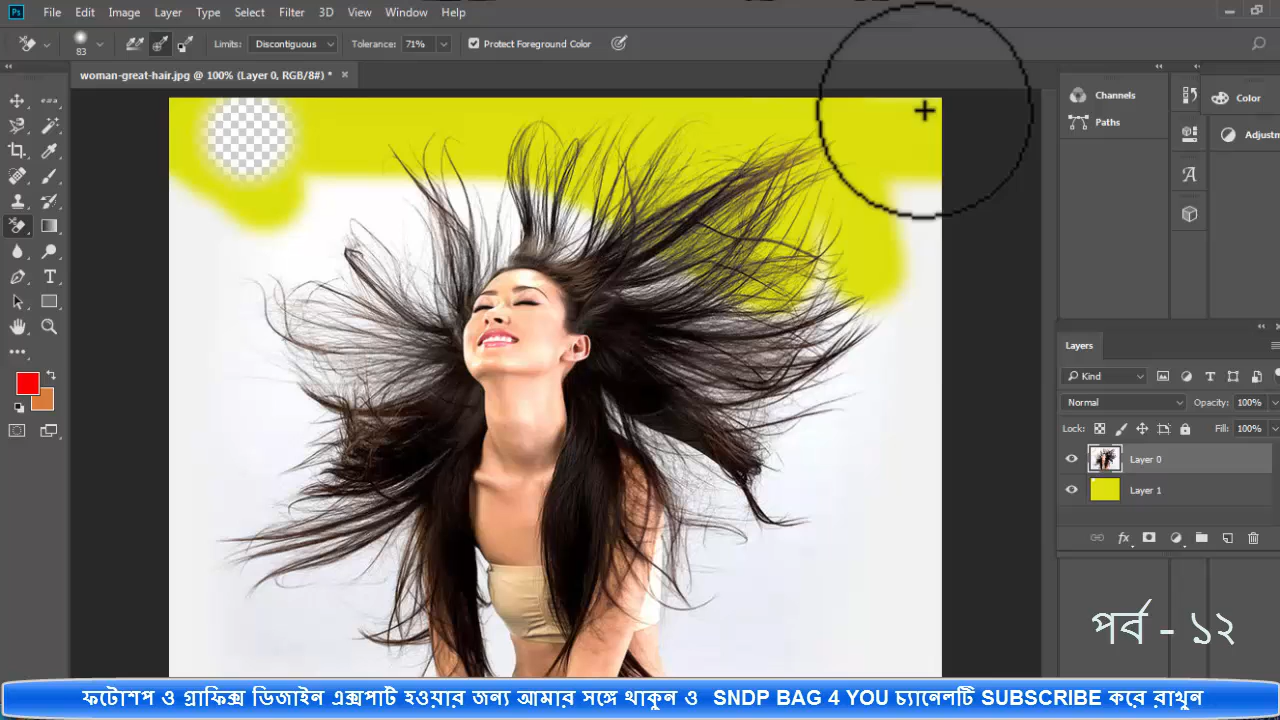 Ps File Edit Image Layer Type Select Filter 3D View Window Help
83 Limits: Discontiguous Tolerance: 71% Protect Foreground Color
woman-great-hair.jpg @ 100% (Layer 0, RGB/8#) * ×
Channels
Paths
Color
Adjustm
Layers
Kind
Normal Opacity: 100%
Lock: Fill: 100%
Layer 0
Layer 1
fx
পর্ব - ১২
ফটোশপ ও গ্রাফিক্স ডিজাইন এক্সপার্ট হওয়ার জন্য আমার সঙ্গে থাকুন ও SNDP BAG 4 YOU চ্যানেলটি SUBSCRIBE করে রাখুন